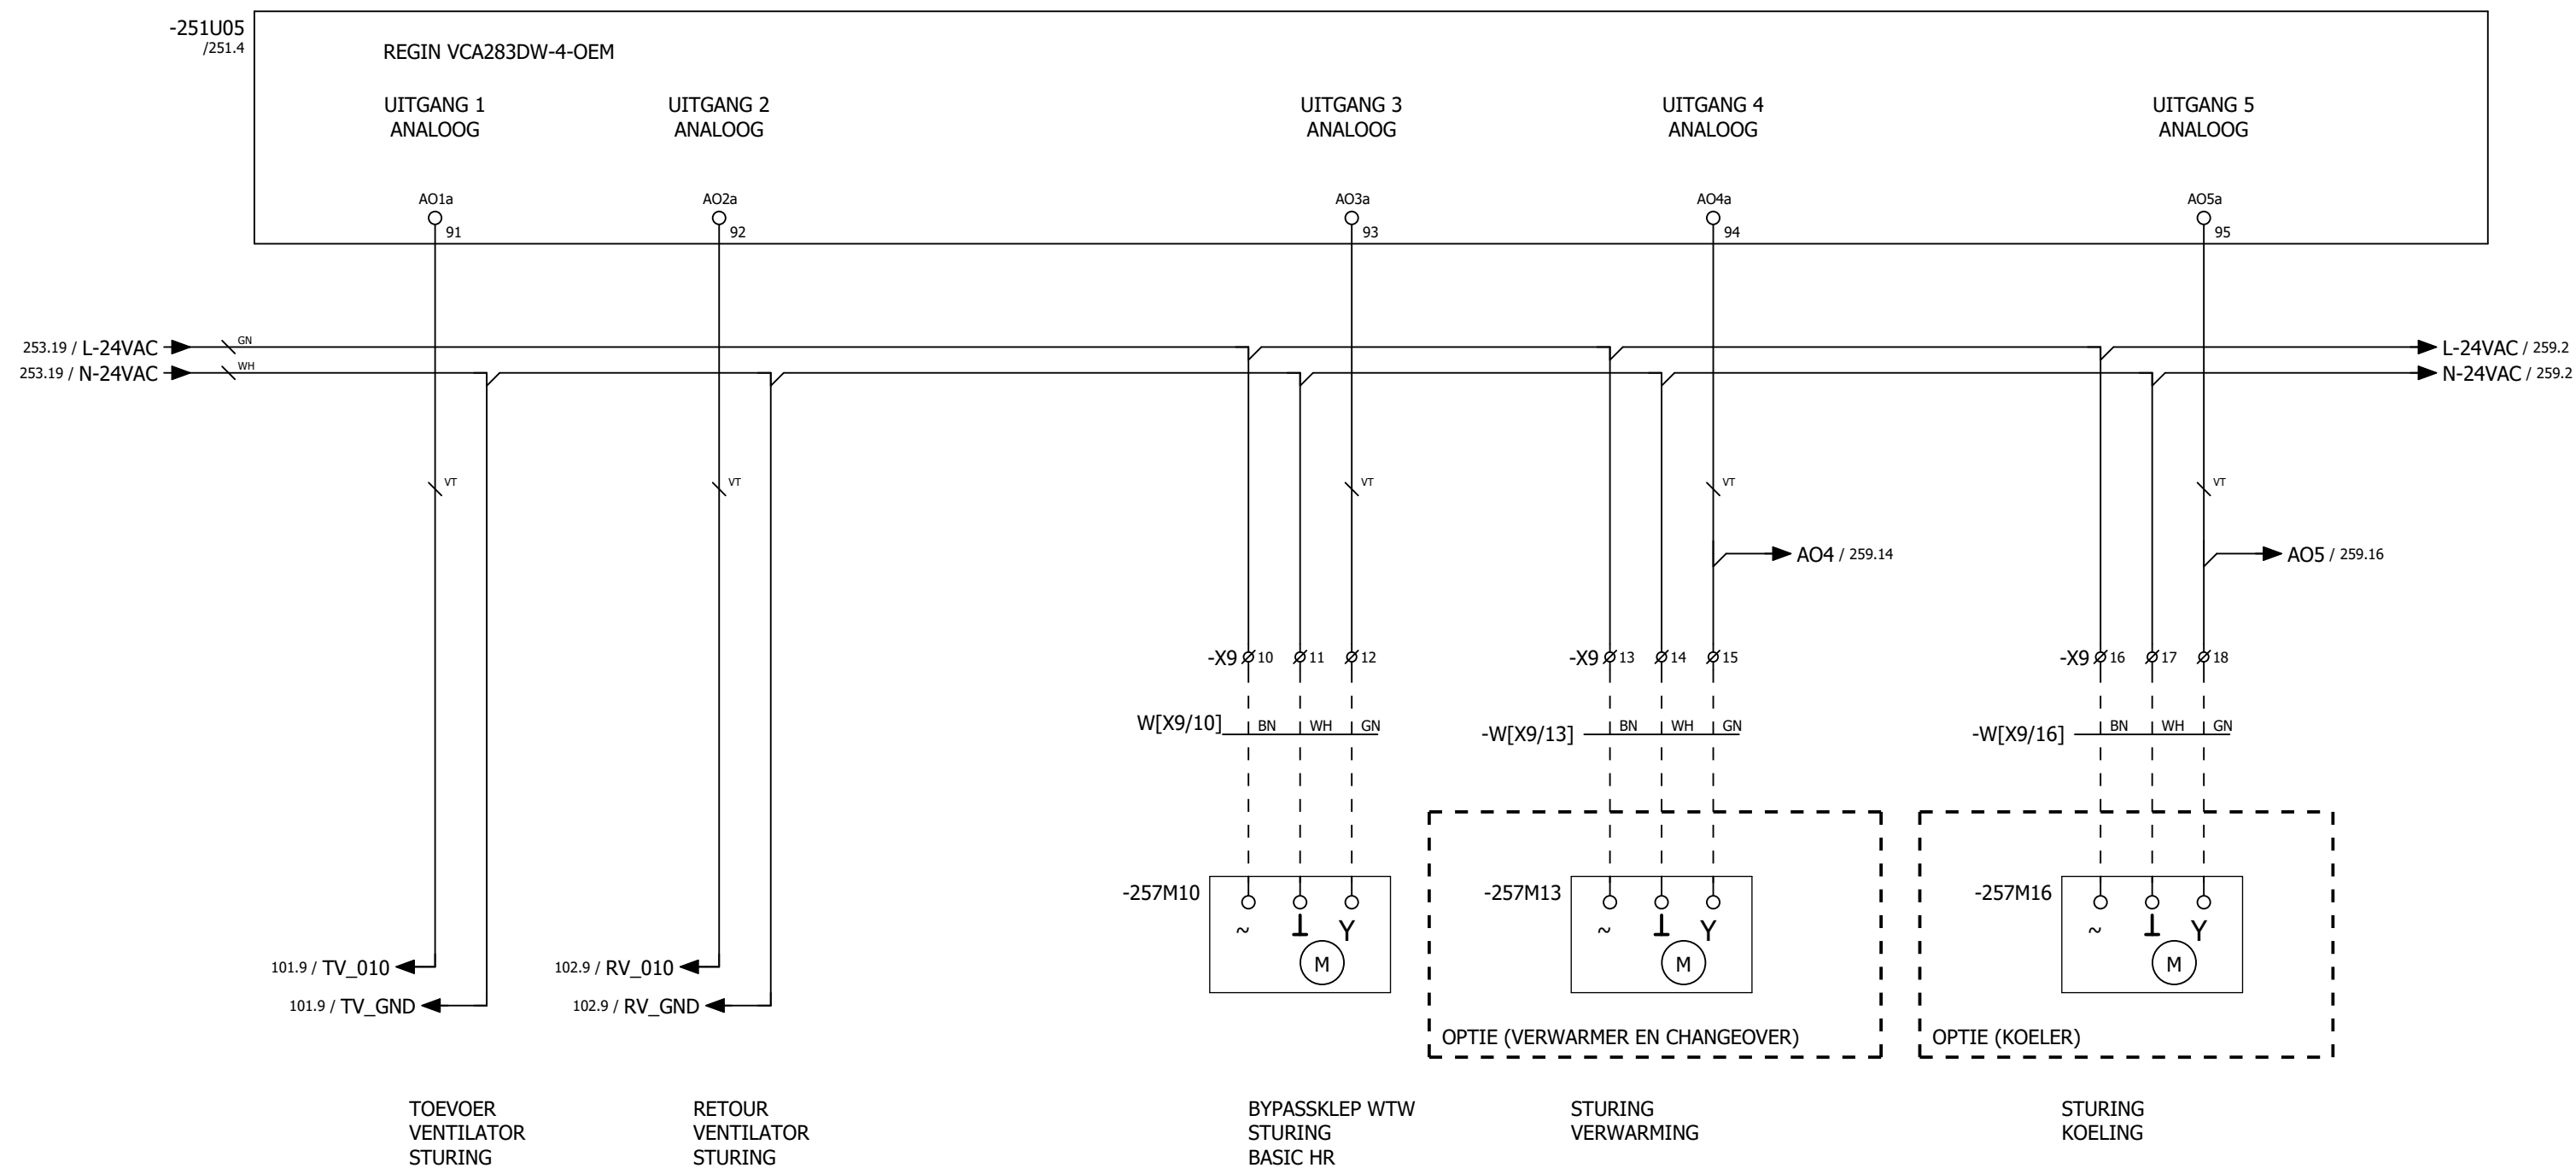 -251U05
/251.4
REGIN VCA283DW-4-OEM
UITGANG 1
ANALOOG
UITGANG 2
ANALOOG
UITGANG 3
ANALOOG
UITGANG 4
ANALOOG
UITGANG 5
ANALOOG
AO1a
91
AO2a
92
AO3a
93
AO4a
94
AO5a
95
253.19 / L-24VAC
GN
L-24VAC / 259.2
253.19 / N-24VAC
WH
N-24VAC / 259.2
VT
VT
VT
VT
VT
AO4 / 259.14
AO5 / 259.16
-X9 10 11 12
-X9 13 14 15
-X9 16 17 18
W[X9/10] BN WH GN
-W[X9/13] BN WH GN
-W[X9/16] BN WH GN
-257M10
~ ⊥ Y
M
-257M13
~ ⊥ Y
M
-257M16
~ ⊥ Y
M
101.9 / TV_010
101.9 / TV_GND
102.9 / RV_010
102.9 / RV_GND
OPTIE (VERWARMER EN CHANGEOVER)
OPTIE (KOELER)
TOEVOER
VENTILATOR
STURING
RETOUR
VENTILATOR
STURING
BYPASSKLEP WTW
STURING
BASIC HR
STURING
VERWARMING
STURING
KOELING